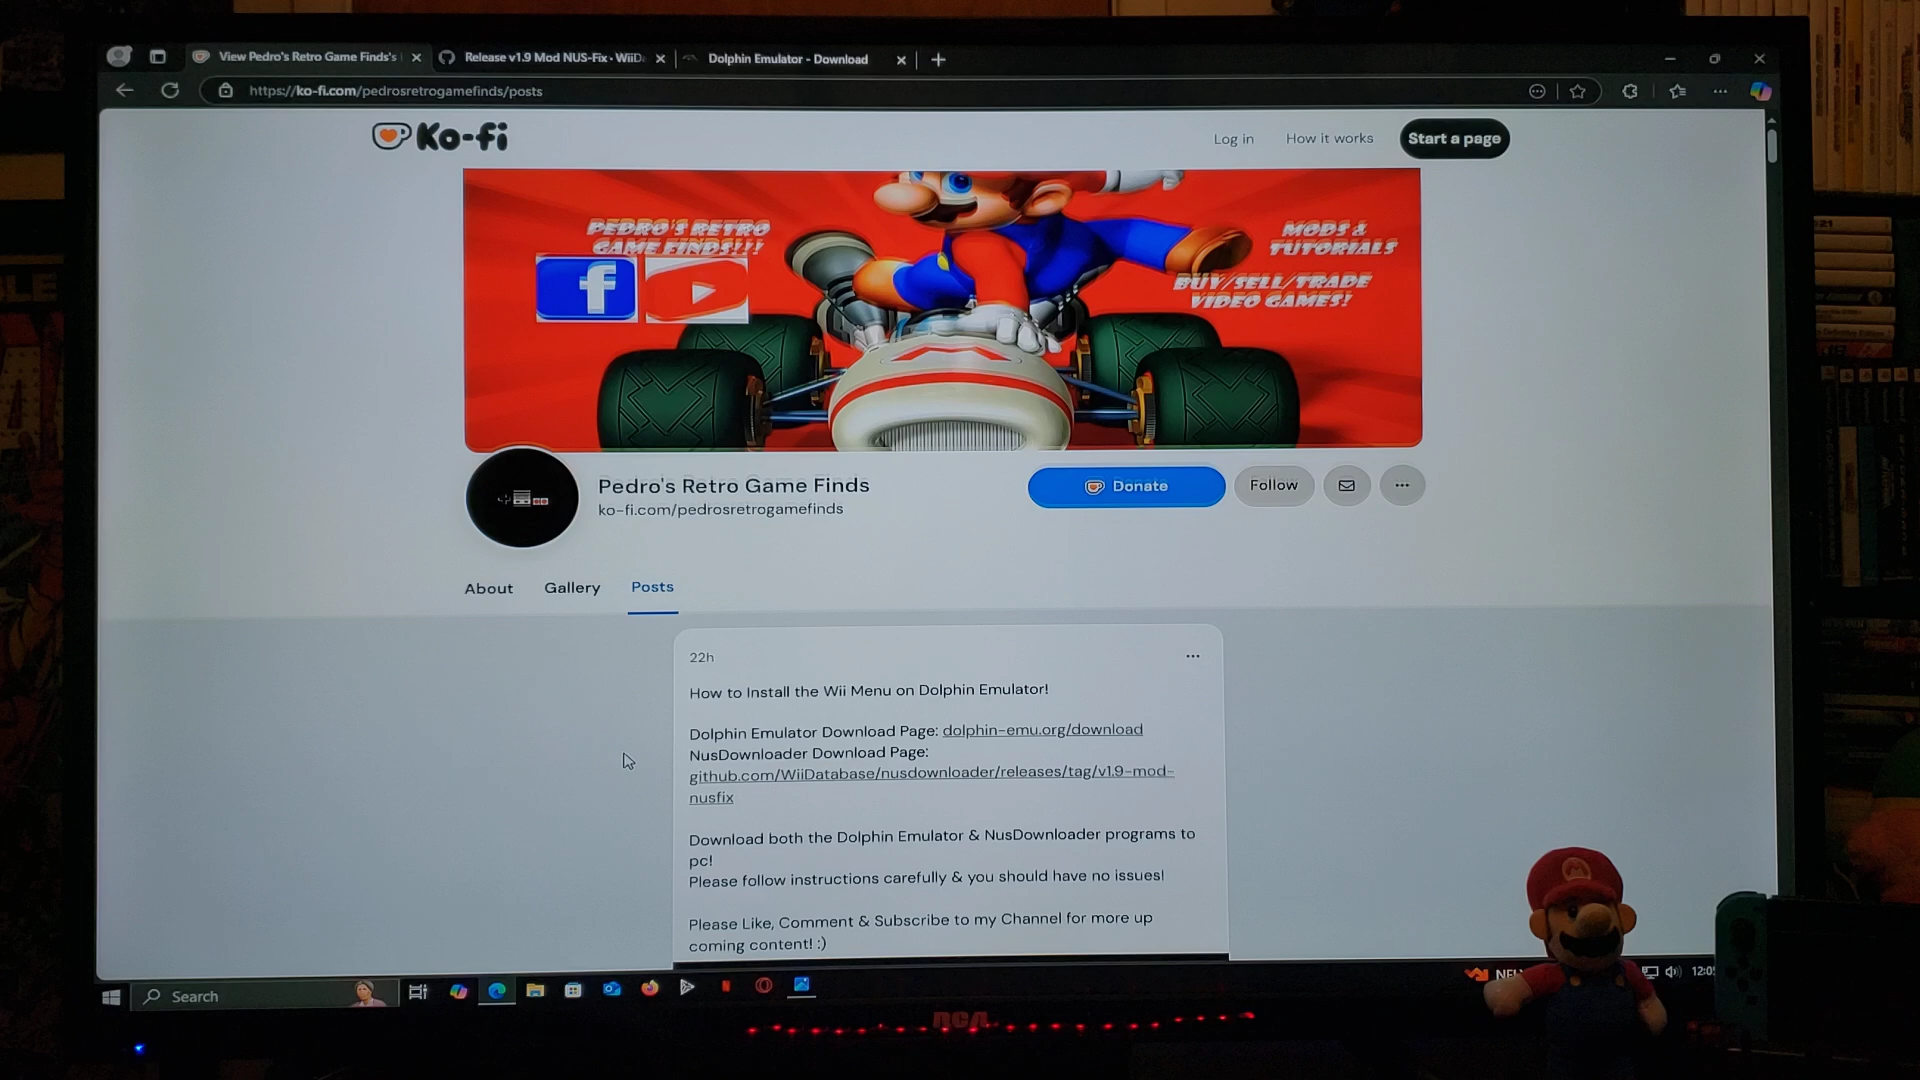 View Pedro's Retro Game Finds's
Release v1.9 Mod NUS-Fix · WiiD
Dolphin Emulator - Download
https://ko-fi.com/pedrosretrogamefinds/posts
Ko-fi
Log in
How it works
Start a page
PEDRO'S RETRO
GAME FINDS!!!
MODS &
TUTORIALS
BUY/SELL/TRADE
VIDEO GAMES!
Pedro's Retro Game Finds
ko-fi.com/pedrosretrogamefinds
Donate
Follow
About
Gallery
Posts
22h
How to Install the Wii Menu on Dolphin Emulator!
Dolphin Emulator Download Page: dolphin-emu.org/download
NusDownloader Download Page:
github.com/WiiDatabase/nusdownloader/releases/tag/v1.9-mod-
nusfix
Download both the Dolphin Emulator & NusDownloader programs to
pc!
Please follow instructions carefully & you should have no issues!
Please Like, Comment & Subscribe to my Channel for more up
coming content! :)
Search
12:05
RCA